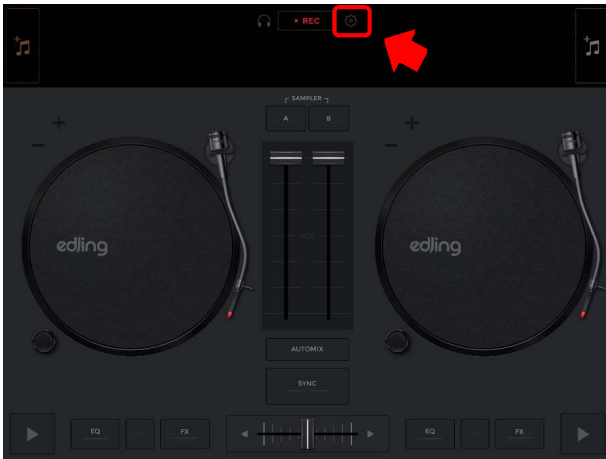 • REC
SAMPLER
A B
edjing edjing
VOL
AUTOMIX
SYNC
EQ FX EQ FX